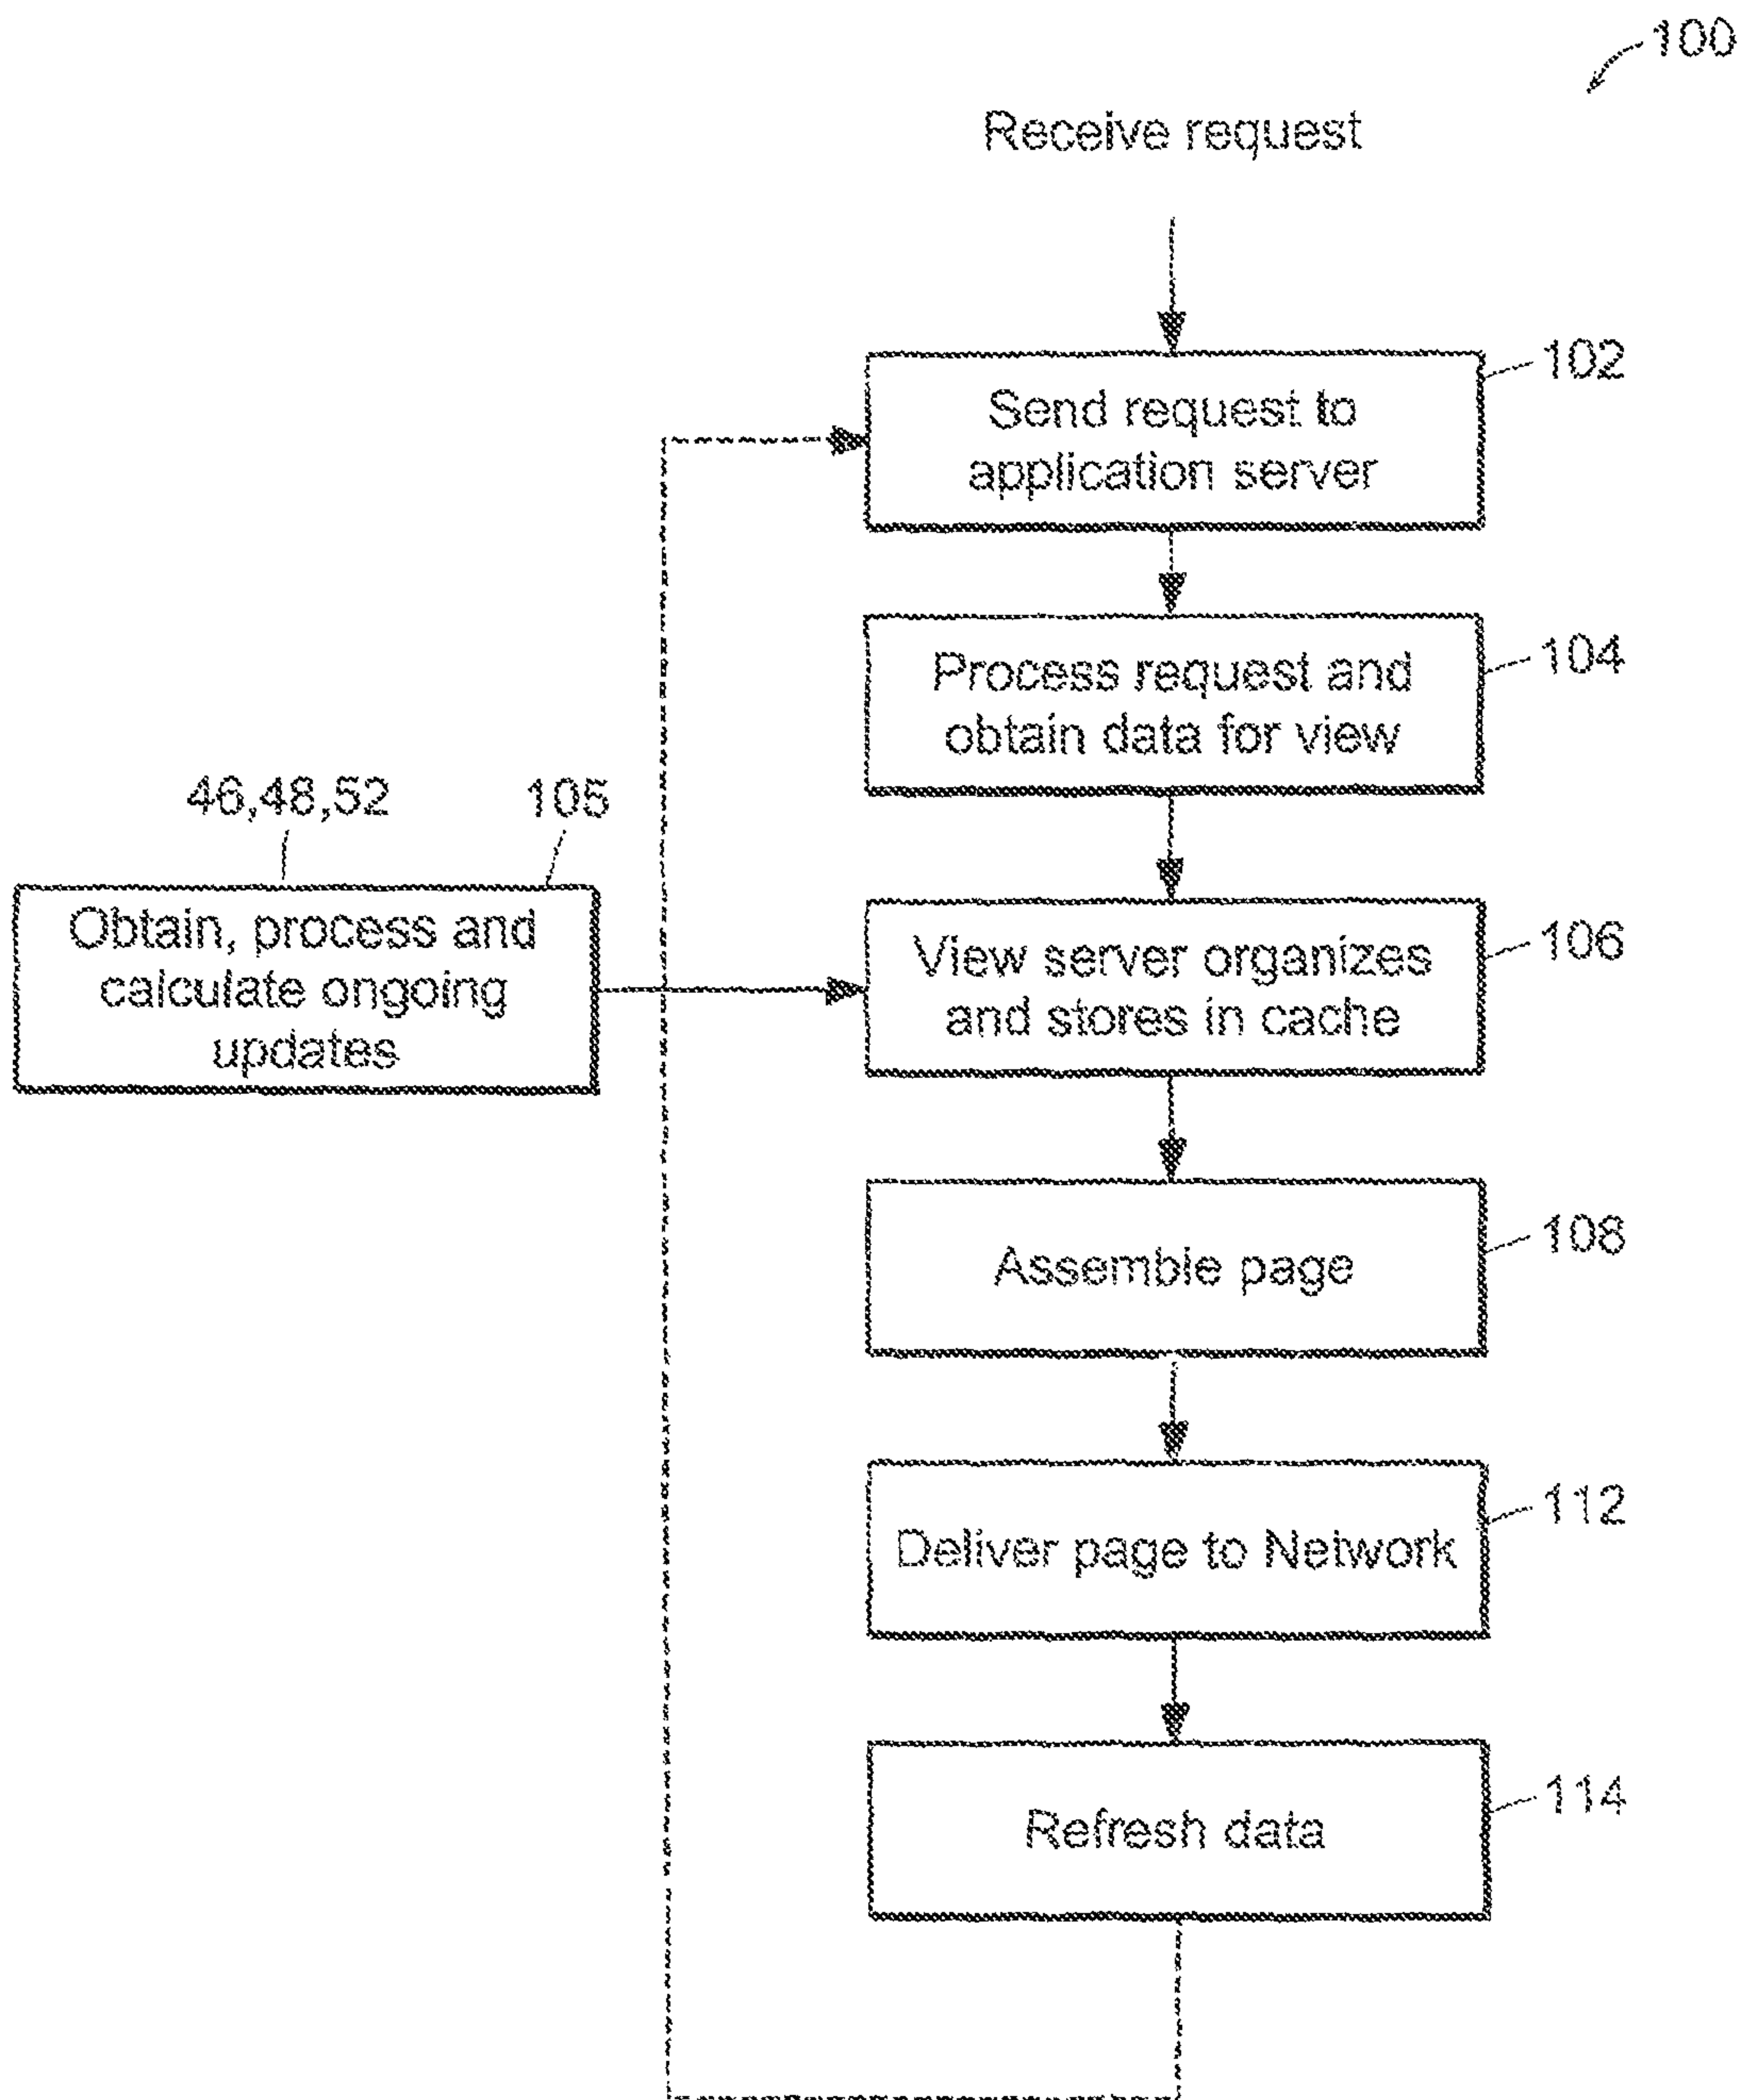 100
Receive request
102
Send request to
application server
104
Process request and
obtain data for view
46,48,52
105
Obtain, process and
calculate ongoing
updates
106
View server organizes
and stores in cache
108
Assemble page
112
Deliver page to Network
114
Refresh data